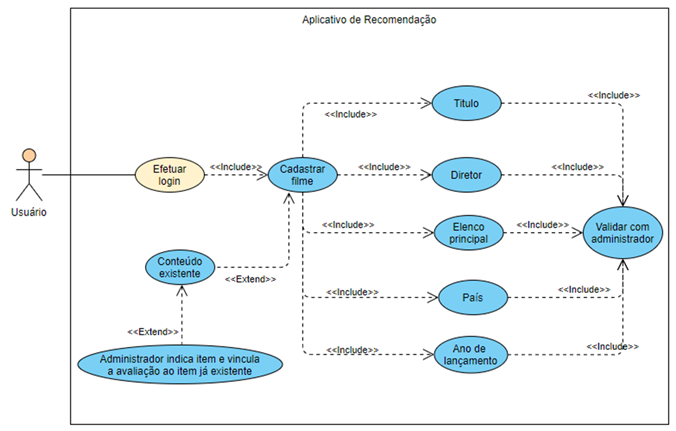 Aplicativo de Recomendação
<<Include>>
Titulo
<<Include>>
Efetuar
login
<<Include>>
Cadastrar
filme
<<Include>>
Diretor
<<Include>>
Usuário
<<Include>>
Elenco
principal
<<Include>>
Validar com
administrador
Conteúdo
existente
<<Extend>>
<<Include>>
País
<<Include>>
<<Extend>>
Administrador indica item e vincula
a avaliação ao item já existente
<<Include>>
Ano de
lançamento
<<Include>>